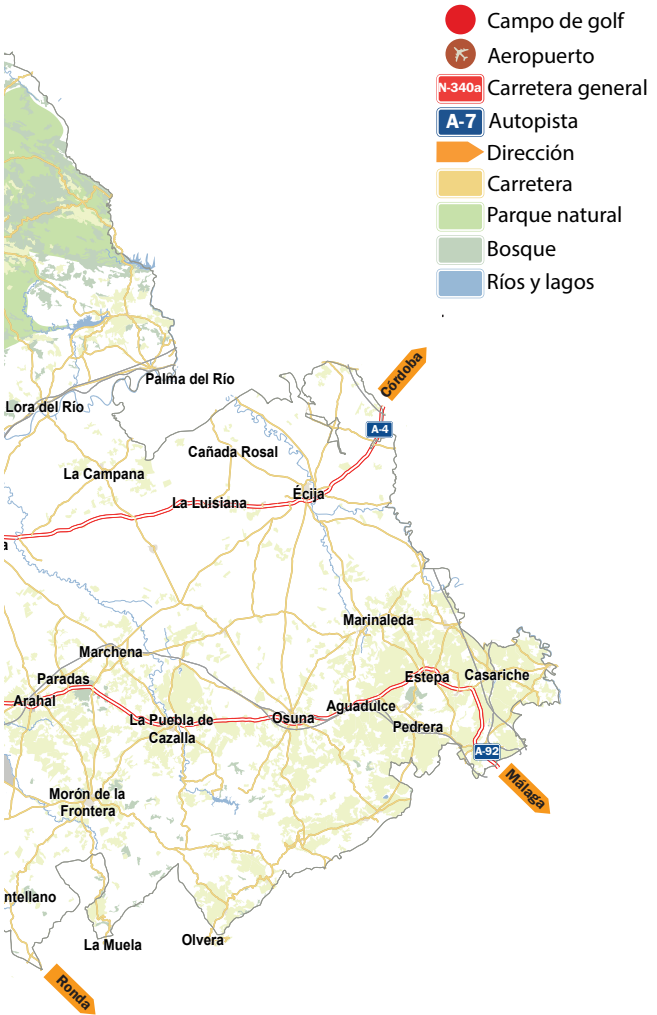 Campo de golf
Aeropuerto
N-340a Carretera general
A-7 Autopista
Dirección
Carretera
Parque natural
Bosque
Ríos y lagos
.
Córdoba
Palma del Río
Lora del Río
A-4
Cañada Rosal
La Campana
Écija
La Luisiana
a
Marinaleda
Marchena
Paradas
Estepa
Casariche
Arahal
Aguadulce
La Puebla de
Cazalla
Osuna
Pedrera
A-92
Málaga
Morón de la
Frontera
ntellano
La Muela
Olvera
Ronda